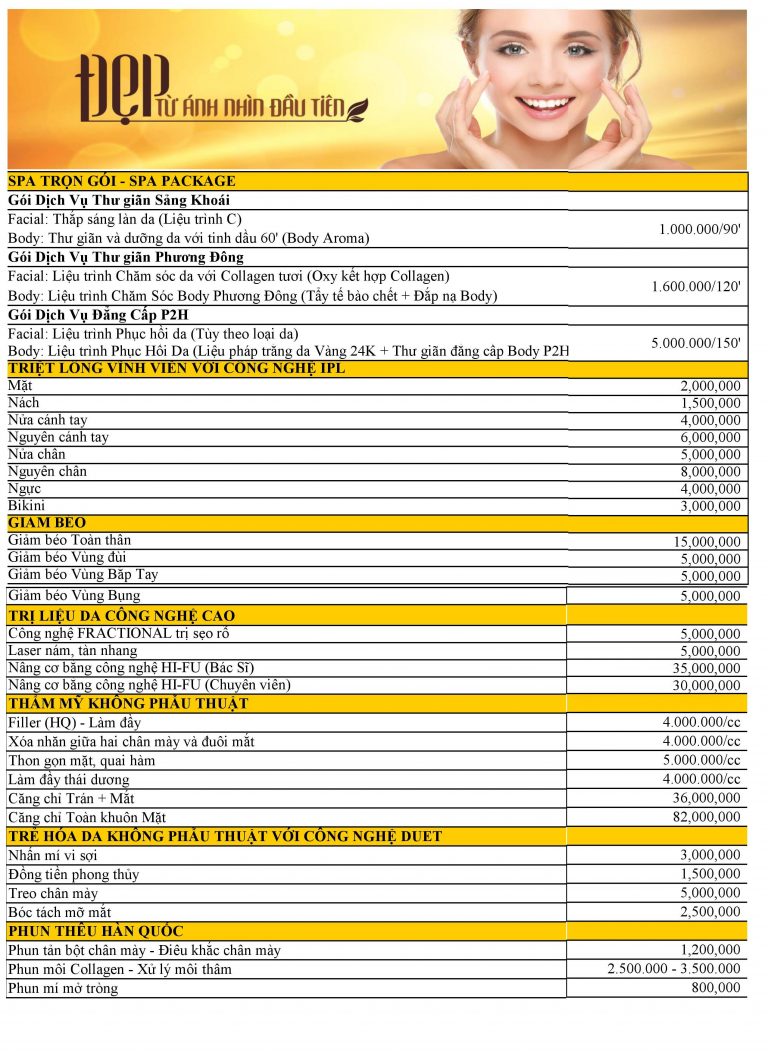 ĐẸP TỪ ÁNH NHÌN ĐẦU TIÊN
SPA TRỌN GÓI - SPA PACKAGE
Gói Dịch Vụ Thư giãn Sảng Khoái
Facial: Thắp sáng làn da (Liệu trình C)
1.000.000/90'
Body: Thư giãn và dưỡng da với tinh dầu 60' (Body Aroma)
Gói Dịch Vụ Thư giãn Phương Đông
Facial: Liệu trình Chăm sóc da với Collagen tươi (Oxy kết hợp Collagen)
1.600.000/120'
Body: Liệu trình Chăm Sóc Body Phương Đông (Tẩy tế bào chết + Đắp nạ Body)
Gói Dịch Vụ Đẳng Cấp P2H
Facial: Liệu trình Phục hồi da (Tùy theo loại da)
5.000.000/150'
Body: Liệu trình Phục Hồi Da (Liệu pháp trăng da Vàng 24K + Thư giãn đăng câp Body P2H
TRIỆT LÔNG VĨNH VIỄN VỚI CÔNG NGHỆ IPL
Mặt 2,000,000
Nách 1,500,000
Nửa cánh tay 4,000,000
Nguyên cánh tay 6,000,000
Nửa chân 5,000,000
Nguyên chân 8,000,000
Ngực 4,000,000
Bikini 3,000,000
GIẢM BÉO
Giảm béo Toàn thân 15,000,000
Giảm béo Vùng đùi 5,000,000
Giảm béo Vùng Bắp Tay 5,000,000
Giảm béo Vùng Bụng 5,000,000
TRỊ LIỆU DA CÔNG NGHỆ CAO
Công nghệ FRACTIONAL trị sẹo rỗ 5,000,000
Laser nám, tàn nhang 5,000,000
Nâng cơ bằng công nghệ HI-FU (Bác Sĩ) 35,000,000
Nâng cơ bằng công nghệ HI-FU (Chuyên viên) 30,000,000
THẨM MỸ KHÔNG PHẪU THUẬT
Filler (HQ) - Làm đầy 4.000.000/cc
Xóa nhăn giữa hai chân mày và đuôi mắt 4.000.000/cc
Thon gọn mặt, quai hàm 5.000.000/cc
Làm đầy thái dương 4.000.000/cc
Căng chỉ Trán + Mắt 36,000,000
Căng chỉ Toàn khuôn Mặt 82,000,000
TRẺ HÓA DA KHÔNG PHẪU THUẬT VỚI CÔNG NGHỆ DUET
Nhấn mí vi sợi 3,000,000
Đồng tiền phong thủy 1,500,000
Treo chân mày 5,000,000
Bóc tách mỡ mắt 2,500,000
PHUN THÊU HÀN QUỐC
Phun tán bột chân mày - Điêu khắc chân mày 1,200,000
Phun môi Collagen - Xử lý môi thâm 2.500.000 - 3.500.000
Phun mí mở tròng 800,000